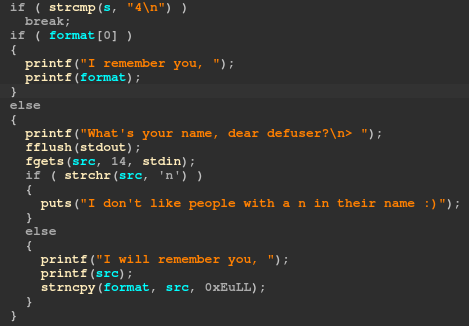 if ( strcmp(s, "4\n") )
break;
if ( format[0] )
{
printf("I remember you, ");
printf(format);
}
else
{
printf("What's your name, dear defuser?\n> ");
fflush(stdout);
fgets(src, 14, stdin);
if ( strchr(src, 'n') )
{
puts("I don't like people with a n in their name :)");
}
else
{
printf("I will remember you, ");
printf(src);
strncpy(format, src, 0xEuLL);
}
}